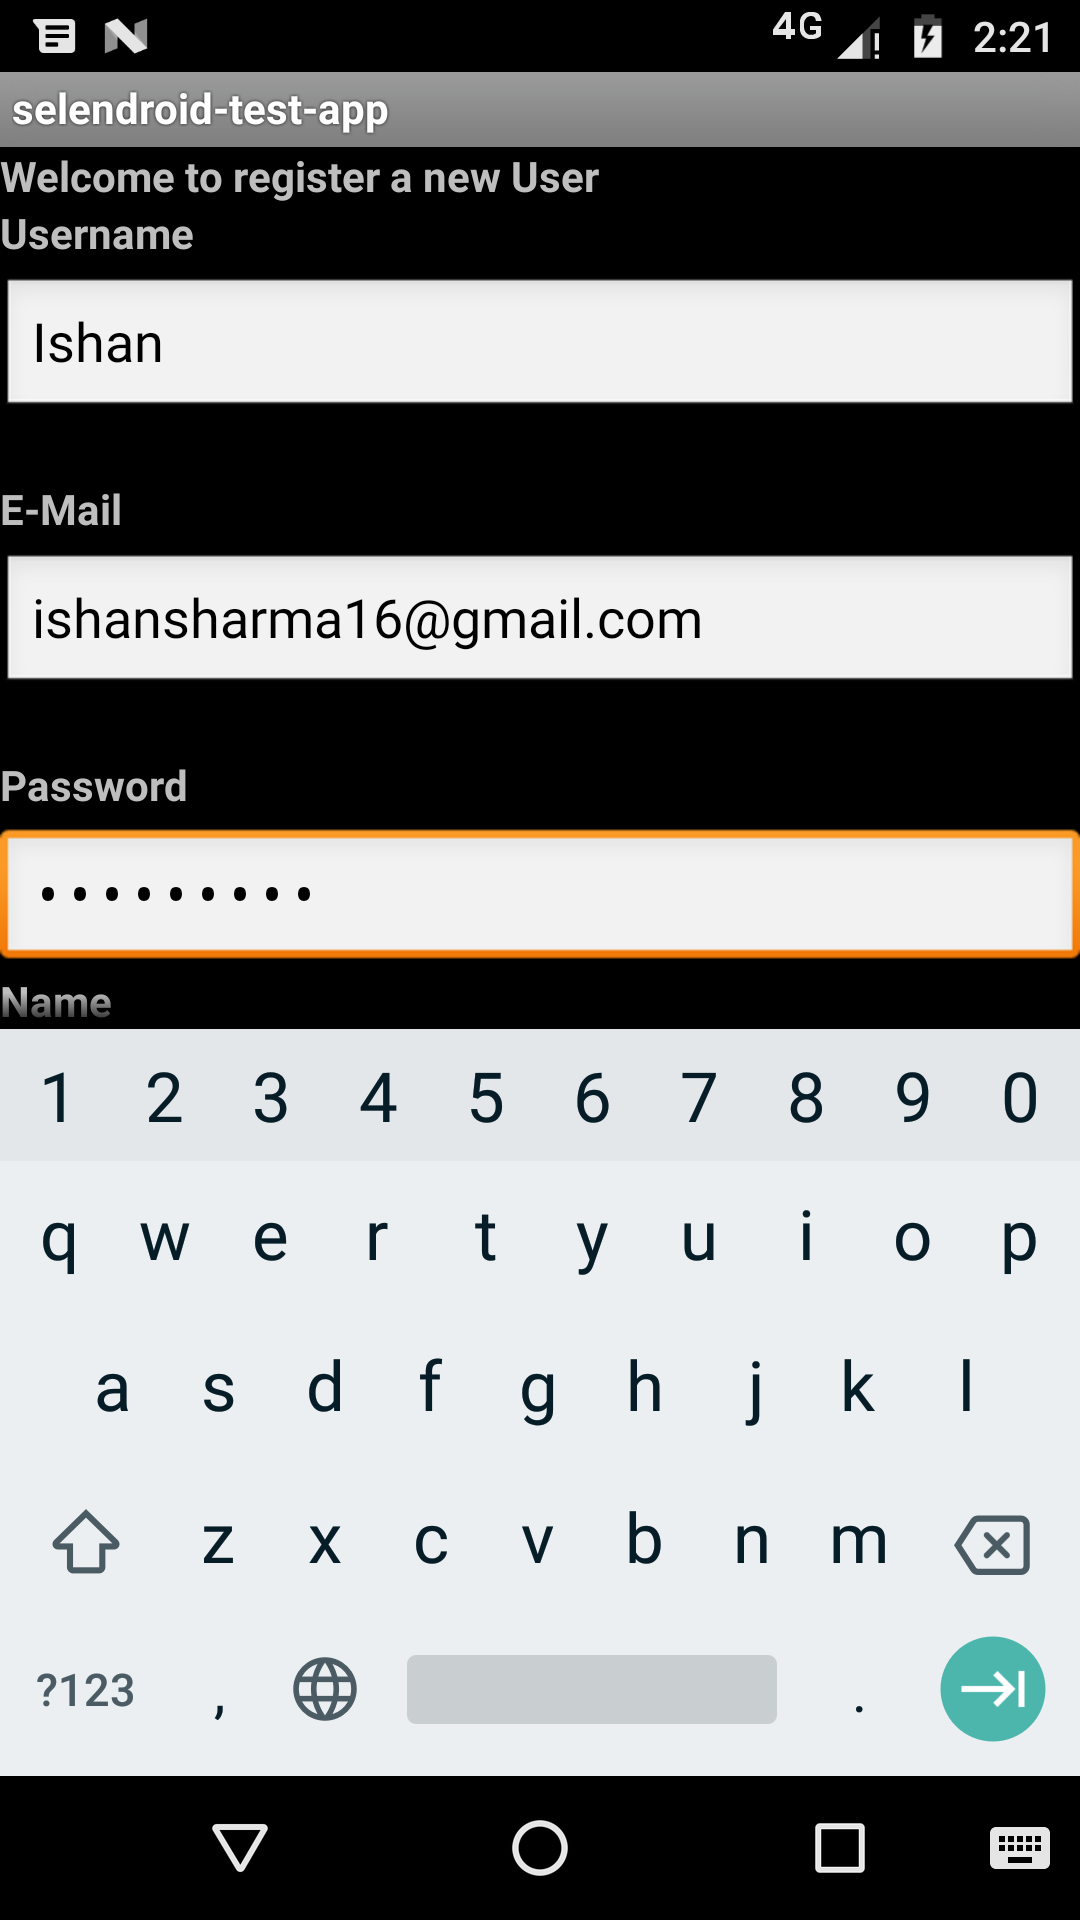 4G 2:21
selendroid-test-app
Welcome to register a new User
Username
Ishan
E-Mail
ishansharma16@gmail.com
Password
•••••••••
Name
1 2 3 4 5 6 7 8 9 0
q w e r t y u i o p
a s d f g h j k l
z x c v b n m
?123 , .